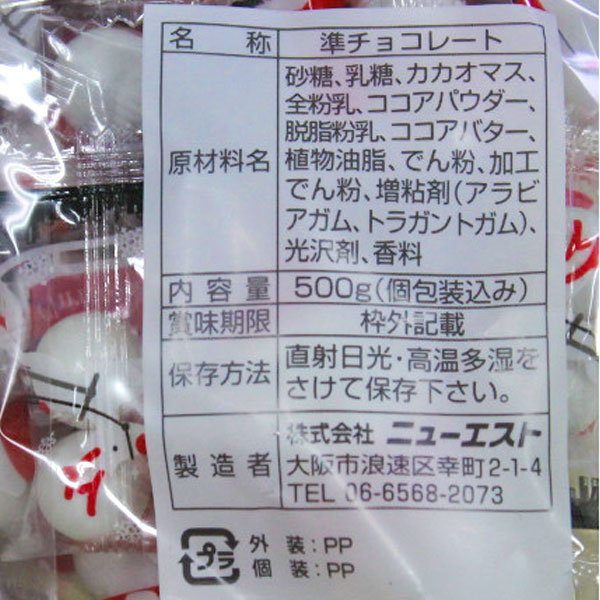 名称 準チョコレート
原材料名
砂糖、乳糖、カカオマス、
全粉乳、ココアパウダー、
脱脂粉乳、ココアバター、
植物油脂、でん粉、加工
でん粉、増粘剤(アラビ
アガム、トラガントガム)、
光沢剤、香料
内容量 500g(個包装込み)
賞味期限 枠外記載
保存方法
直射日光・高温多湿を
さけて保存下さい。
製造者
株式会社 ニューエスト
大阪市浪速区幸町2-1-4
TEL 06-6568-2073
プラ
外装:PP
個装:PP